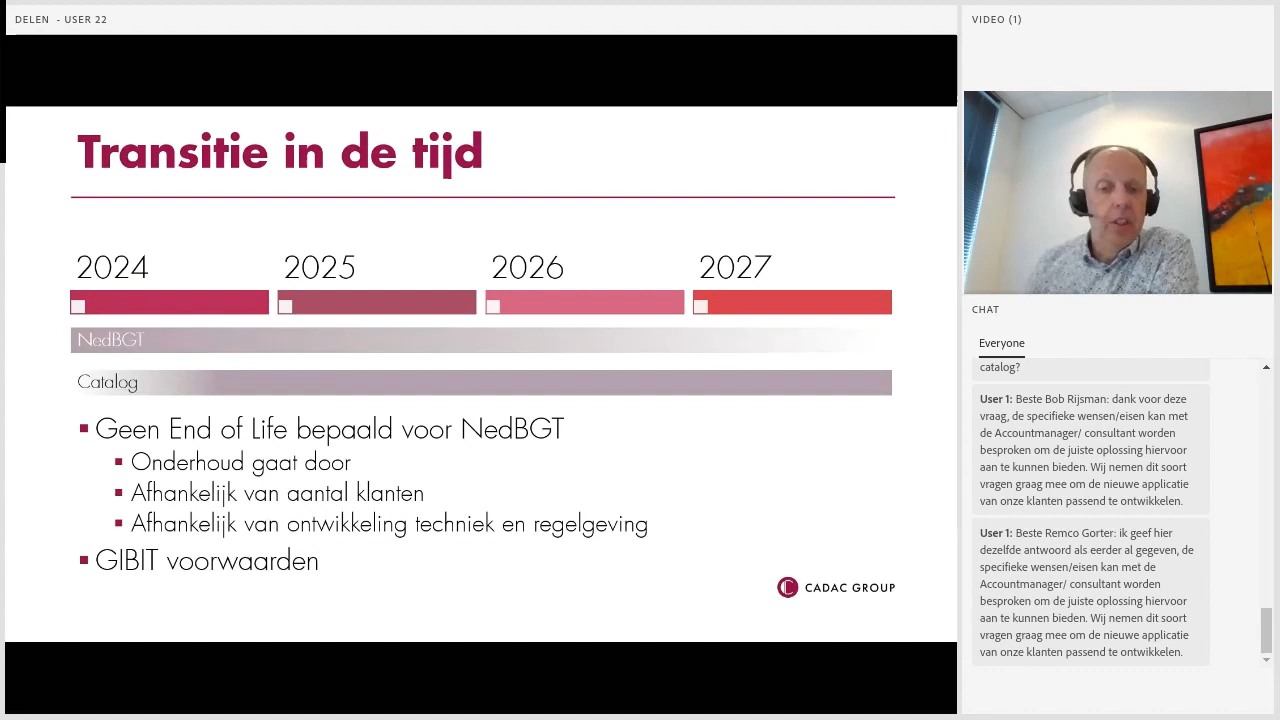 DELEN - USER 22
Transitie in de tijd
2024 2025 2026 2027
NedBGT
Catalog
Geen End of Life bepaald voor NedBGT
Onderhoud gaat door
Afhankelijk van aantal klanten
Afhankelijk van ontwikkeling techniek en regelgeving
GIBIT voorwaarden
CADAC GROUP
VIDEO (1)
CHAT
Everyone
catalog?
User 1: Beste Bob Rijsman: dank voor deze
vraag, de specifieke wensen/eisen kan met
de Accountmanager/ consultant worden
besproken om de juiste oplossing hiervoor
aan te kunnen bieden. Wij nemen dit soort
vragen graag mee om de nieuwe applicatie
van onze klanten passend te ontwikkelen.
User 1: Beste Remco Gorter: ik geef hier
dezelfde antwoord als eerder al gegeven, de
specifieke wensen/eisen kan met de
Accountmanager/ consultant worden
besproken om de juiste oplossing hiervoor
aan te kunnen bieden. Wij nemen dit soort
vragen graag mee om de nieuwe applicatie
van onze klanten passend te ontwikkelen.